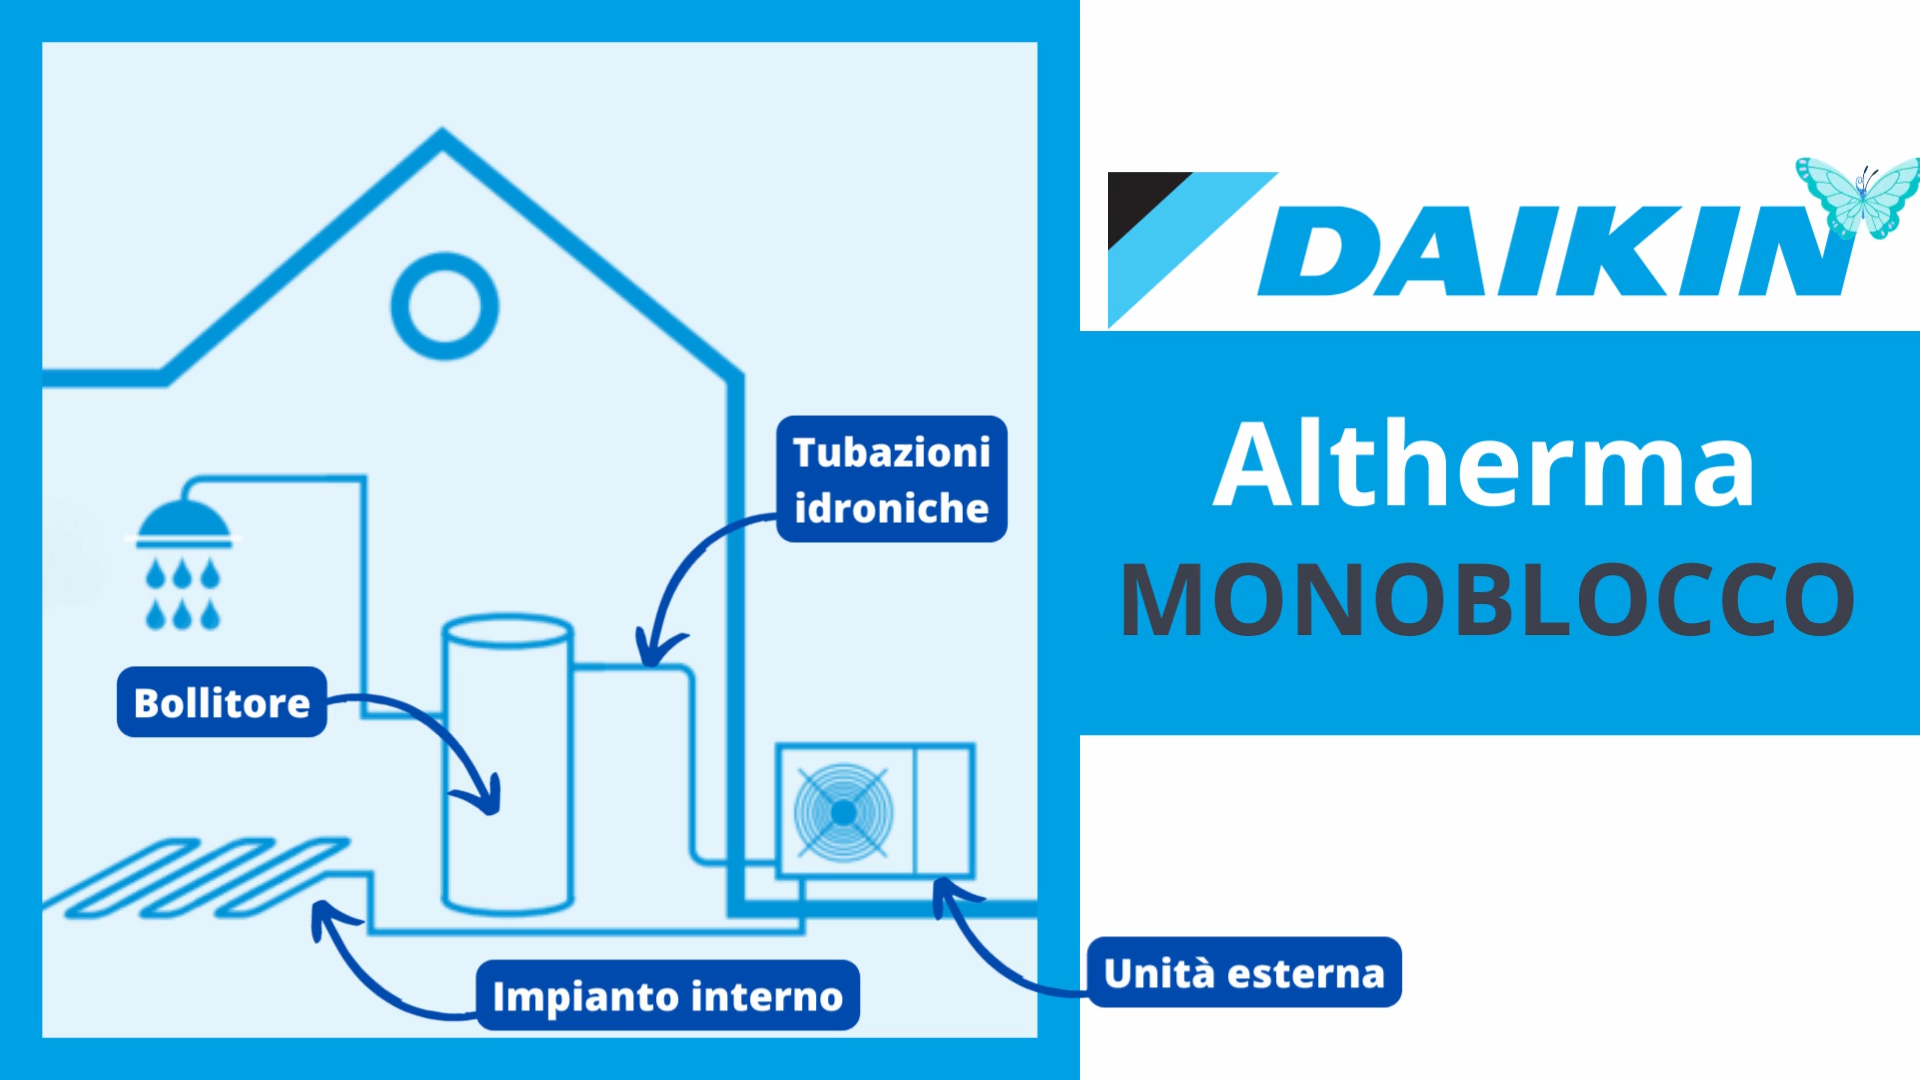 DAIKIN
Altherma
MONOBLOCCO
Tubazioni
idroniche
Bollitore
Impianto interno
Unità esterna